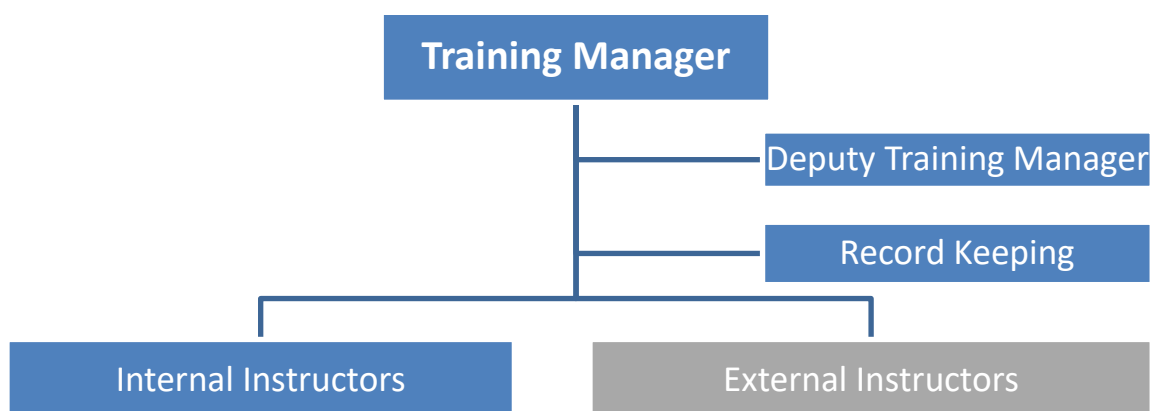 Training Manager
Deputy Training Manager
Record Keeping
Internal Instructors
External Instructors